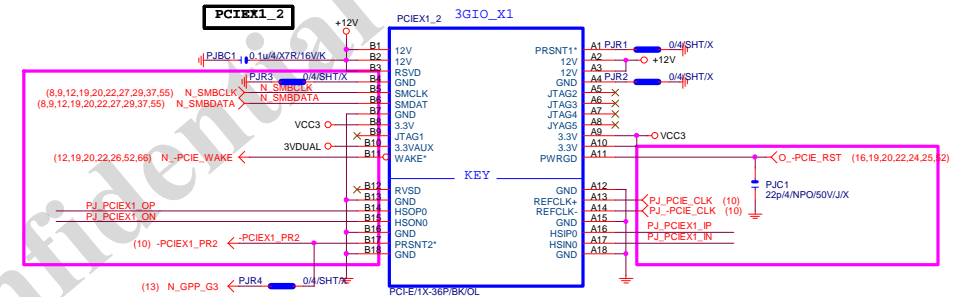 PCIEX1_2
PCIEX1_2 3GIO_X1
+12V
PJBC1 0.1u/4/X7R/16V/K
B1 12V PRSNT1* A1 PJR1 0/4/SHT/X
B2 12V 12V A2 +12V
B3 RSVD 12V A3
PJR3 0/4/SHT/X B4 GND GND A4 PJR2 0/4/SHT/X
(8,9,12,19,20,22,27,29,37,55) N_SMBCLK N_SMBCLK B5 SMCLK JTAG2 A5
(8,9,12,19,20,22,27,29,37,55) N_SMBDATA N_SMBDATA B6 SMDAT JTAG3 A6
B7 GND JTAG4 A7
VCC3 B8 3.3V JYAG5 A8
B9 JTAG1 3.3V A9 VCC3
3VDUAL B10 3.3VAUX 3.3V A10
(12,19,20,22,26,52,66) N_-PCIE_WAKE B11 WAKE* PWRGD A11 O_-PCIE_RST (16,19,20,22,24,25,52)
KEY
PJC1
22p/4/NPO/50V/J/X
B12 RVSD GND A12
B13 GND REFCLK+ A13 PJ_PCIE_CLK (10)
PJ_PCIEX1_OP B14 HSOP0 REFCLK- A14 PJ_-PCIE_CLK (10)
PJ_PCIEX1_ON B15 HSON0 GND A15
B16 GND HSIP0 A16 PJ_PCIEX1_IP
(10) -PCIEX1_PR2 -PCIEX1_PR2 B17 PRSNT2* HSIN0 A17 PJ_PCIEX1_IN
B18 GND GND A18
(13) N_GPP_G3 PJR4 0/4/SHT/X
PCI-E/1X-36P/BK/OL
onfidential